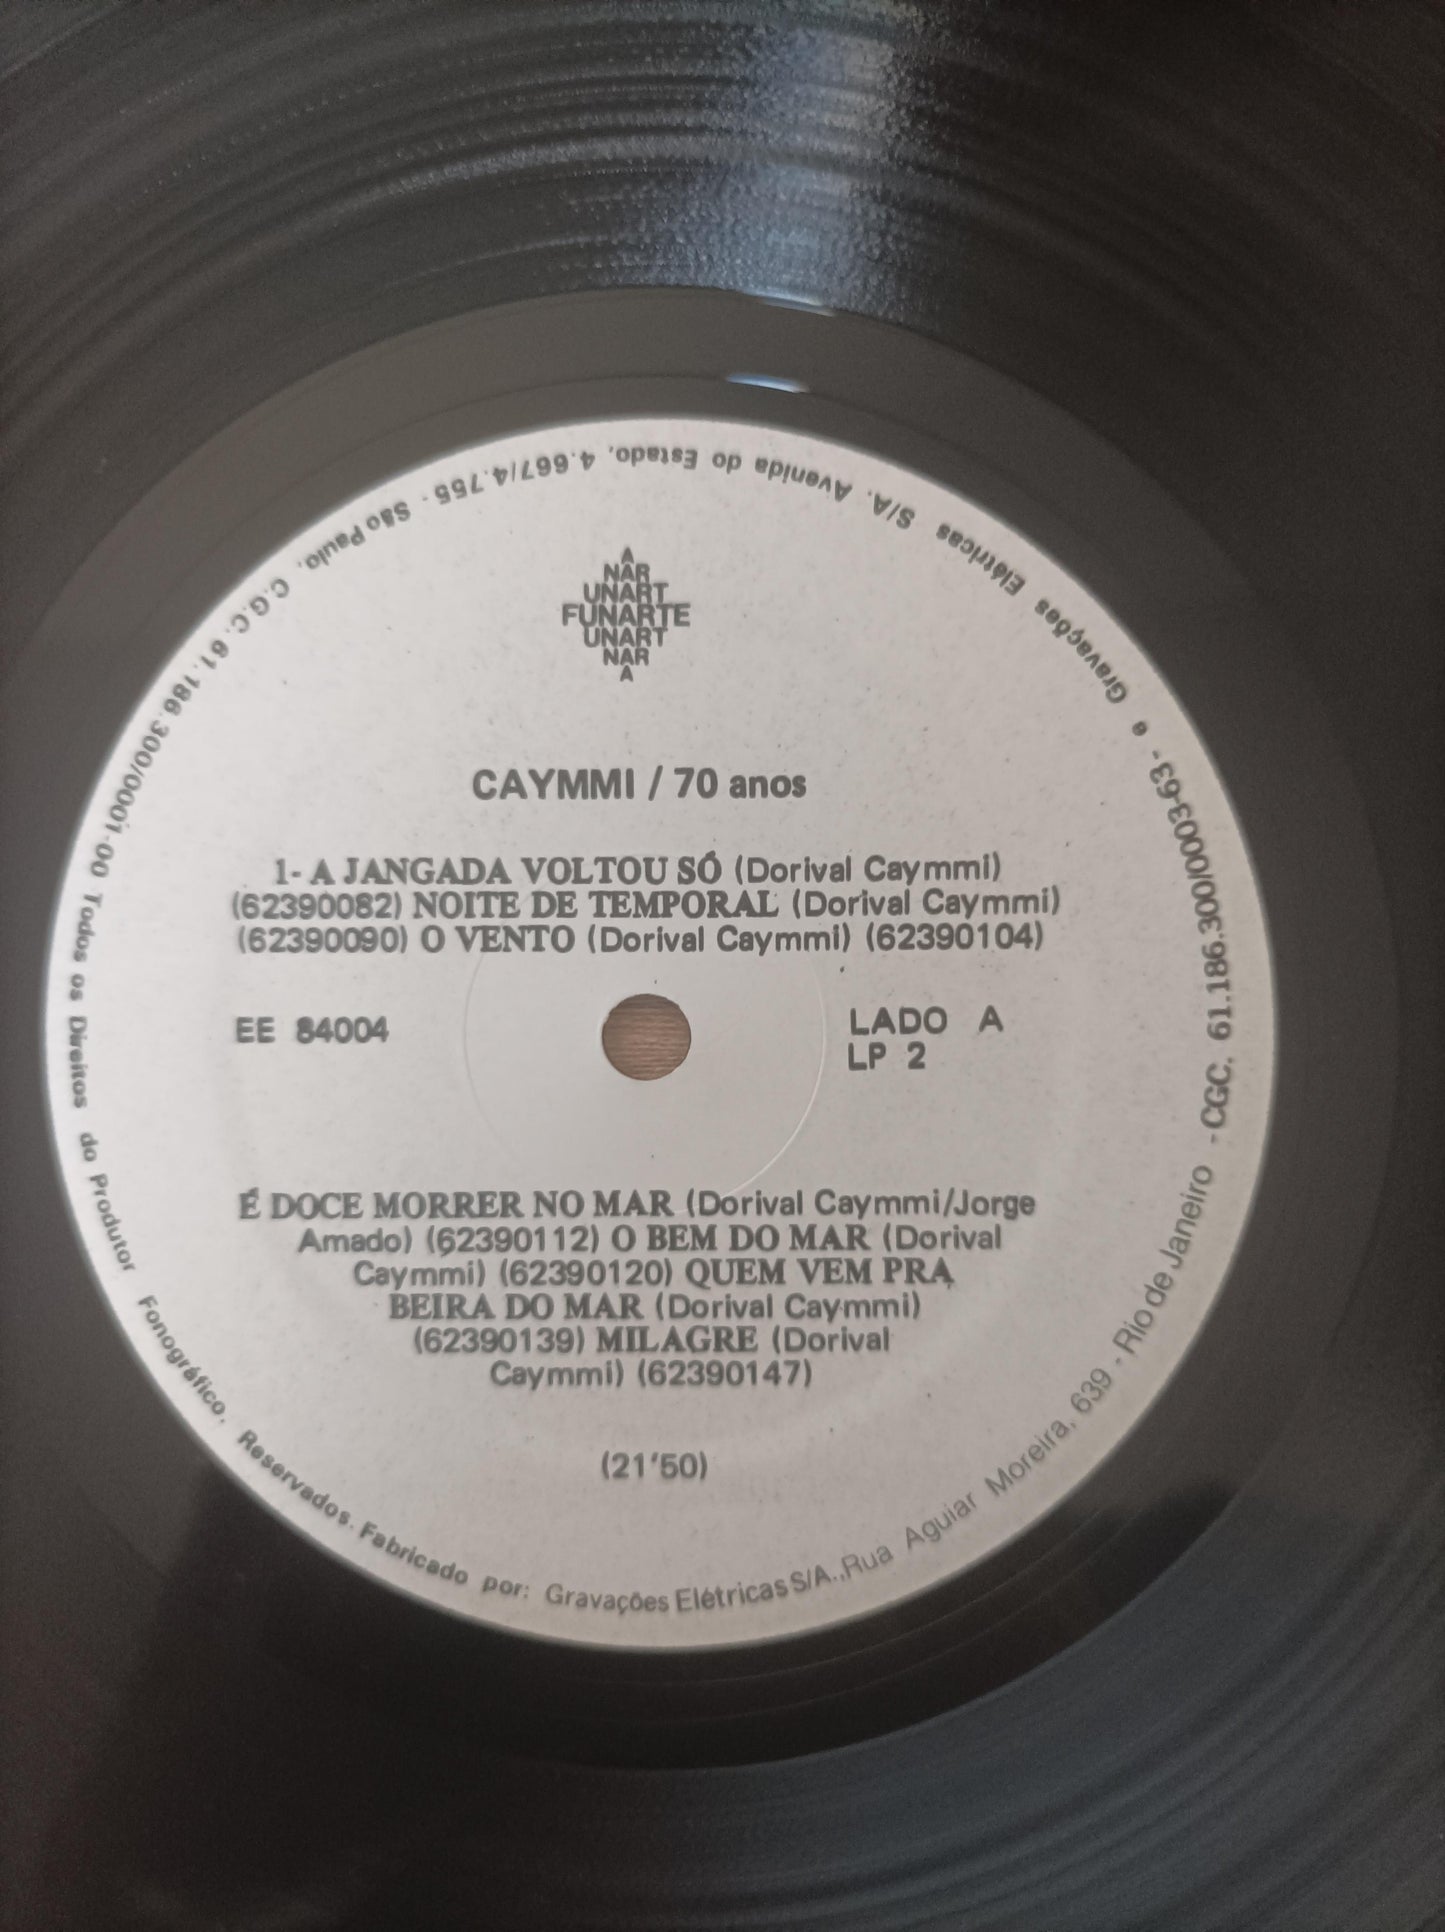 A
NAR
UNART
FUNARTE
UNART
NAR
A
CAYMMI / 70 anos
1- A JANGADA VOLTOU SÓ (Dorival Caymmi)
(62390082) NOITE DE TEMPORAL (Dorival Caymmi)
(62390090) O VENTO (Dorival Caymmi) (62390104)
EE 84004
LADO A
LP 2
É DOCE MORRER NO MAR (Dorival Caymmi/Jorge
Amado) (62390112) O BEM DO MAR (Dorival
Caymmi) (62390120) QUEM VEM PRA
BEIRA DO MAR (Dorival Caymmi)
(62390139) MILAGRE (Dorival
Caymmi) (62390147)
(21'50)
Todos os Direitos do Produtor Fonográfico, Reservados. Fabricado por: Gravações Elétricas S/A.,Rua Aguiar Moreira, 639 - Rio de Janeiro - CGC. 61.186.300/0003-63 - e Gravações Elétricas S/A. Avenida do Estado, 4.667/4.755 - São Paulo, C.G.C. 61.186.300/0001-00